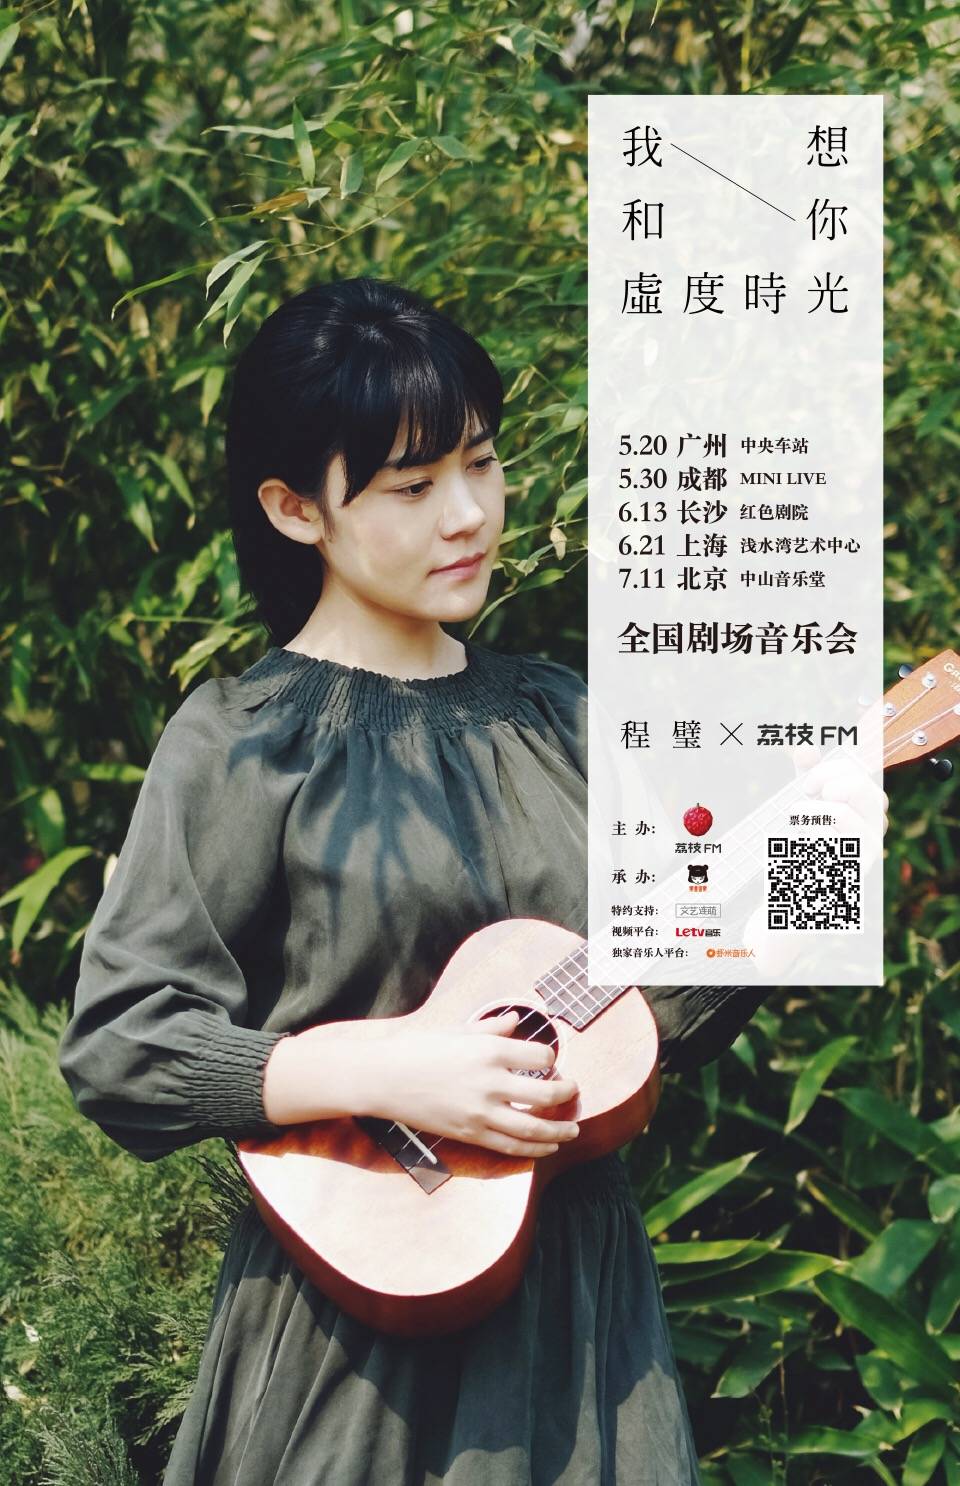 我想
和你
虛度時光
5.20 广州 中央车站
5.30 成都 MINI LIVE
6.13 长沙 红色剧院
6.21 上海 浅水湾艺术中心
7.11 北京 中山音乐堂
全国剧场音乐会
程璧 × 荔枝FM
主办：
荔枝FM
票务预售：
承办：
特约支持： 文艺连萌
视频平台： Letv音乐
独家音乐人平台： 虾米音乐人